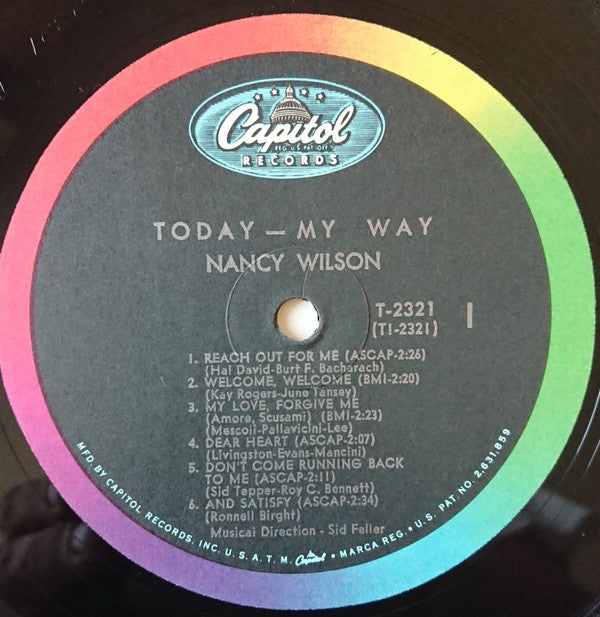 Capitol
REG. U.S. PAT. OFF.
RECORDS
TODAY — MY WAY
NANCY WILSON
T-2321
(T1-2321)
1
1. REACH OUT FOR ME (ASCAP-2:26)
(Hal David-Burt F. Bacharach)
2. WELCOME, WELCOME (BMI-2:20)
(Kay Rogers-June Tansey)
3. MY LOVE, FORGIVE ME
(Amore, Scusami) (BMI-2:23)
(Mescoli-Pallavicini-Lee)
4. DEAR HEART (ASCAP-2:07)
(Livingston-Evans-Mancini)
5. DON'T COME RUNNING BACK
TO ME (ASCAP-2:11)
(Sid Tepper-Roy C. Bennett)
6. AND SATISFY (ASCAP-2:34)
(Ronnell Birght)
Musical Direction - Sid Feller
MFD. BY CAPITOL RECORDS, INC. U.S.A. T.M. Capitol • MARCA REG. • U.S. PAT. NO. 2,631,859